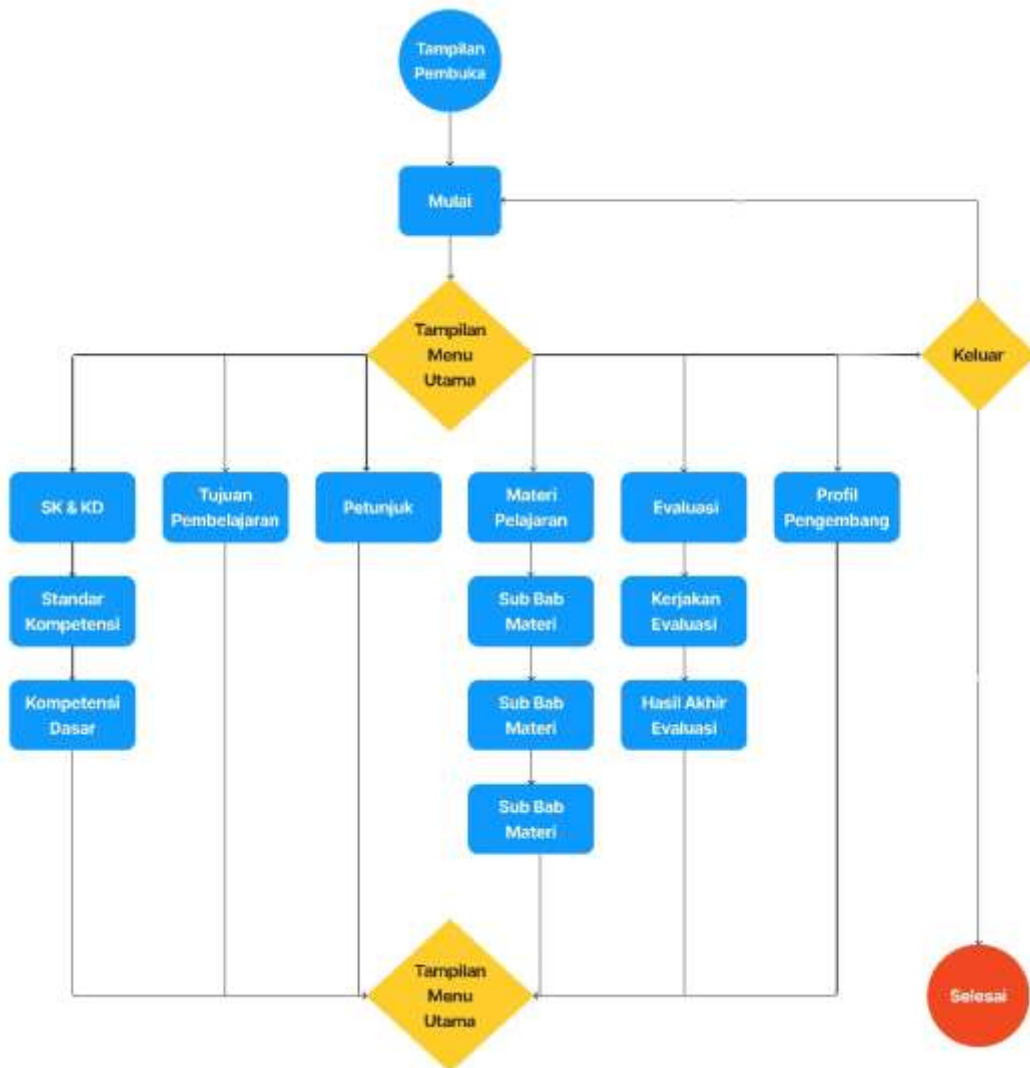 Tampilan
Pembuka
Mulai
Tampilan
Menu
Utama
Keluar
SK & KD
Tujuan
Pembelajaran
Petunjuk
Materi
Pelajaran
Evaluasi
Profil
Pengembang
Standar
Kompetensi
Sub Bab
Materi
Kerjakan
Evaluasi
Kompetensi
Dasar
Sub Bab
Materi
Hasil Akhir
Evaluasi
Sub Bab
Materi
Tampilan
Menu
Utama
Selesai